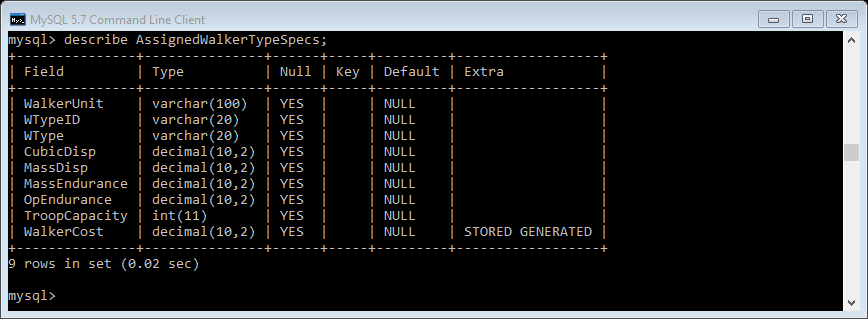 MySQL 5.7 Command Line Client
mysql> describe AssignedWalkerTypeSpecs;
+---------------+---------------+------+-----+---------+------------------+
| Field         | Type          | Null | Key | Default | Extra            |
+---------------+---------------+------+-----+---------+------------------+
| WalkerUnit    | varchar(100)  | YES  |     | NULL    |                  |
| WTypeID       | varchar(20)   | YES  |     | NULL    |                  |
| WType         | varchar(20)   | YES  |     | NULL    |                  |
| CubicDisp     | decimal(10,2) | YES  |     | NULL    |                  |
| MassDisp      | decimal(10,2) | YES  |     | NULL    |                  |
| MassEndurance | decimal(10,2) | YES  |     | NULL    |                  |
| OpEndurance   | decimal(10,2) | YES  |     | NULL    |                  |
| TroopCapacity | int(11)       | YES  |     | NULL    |                  |
| WalkerCost    | decimal(10,2) | YES  |     | NULL    | STORED GENERATED |
+---------------+---------------+------+-----+---------+------------------+
9 rows in set (0.02 sec)
mysql>